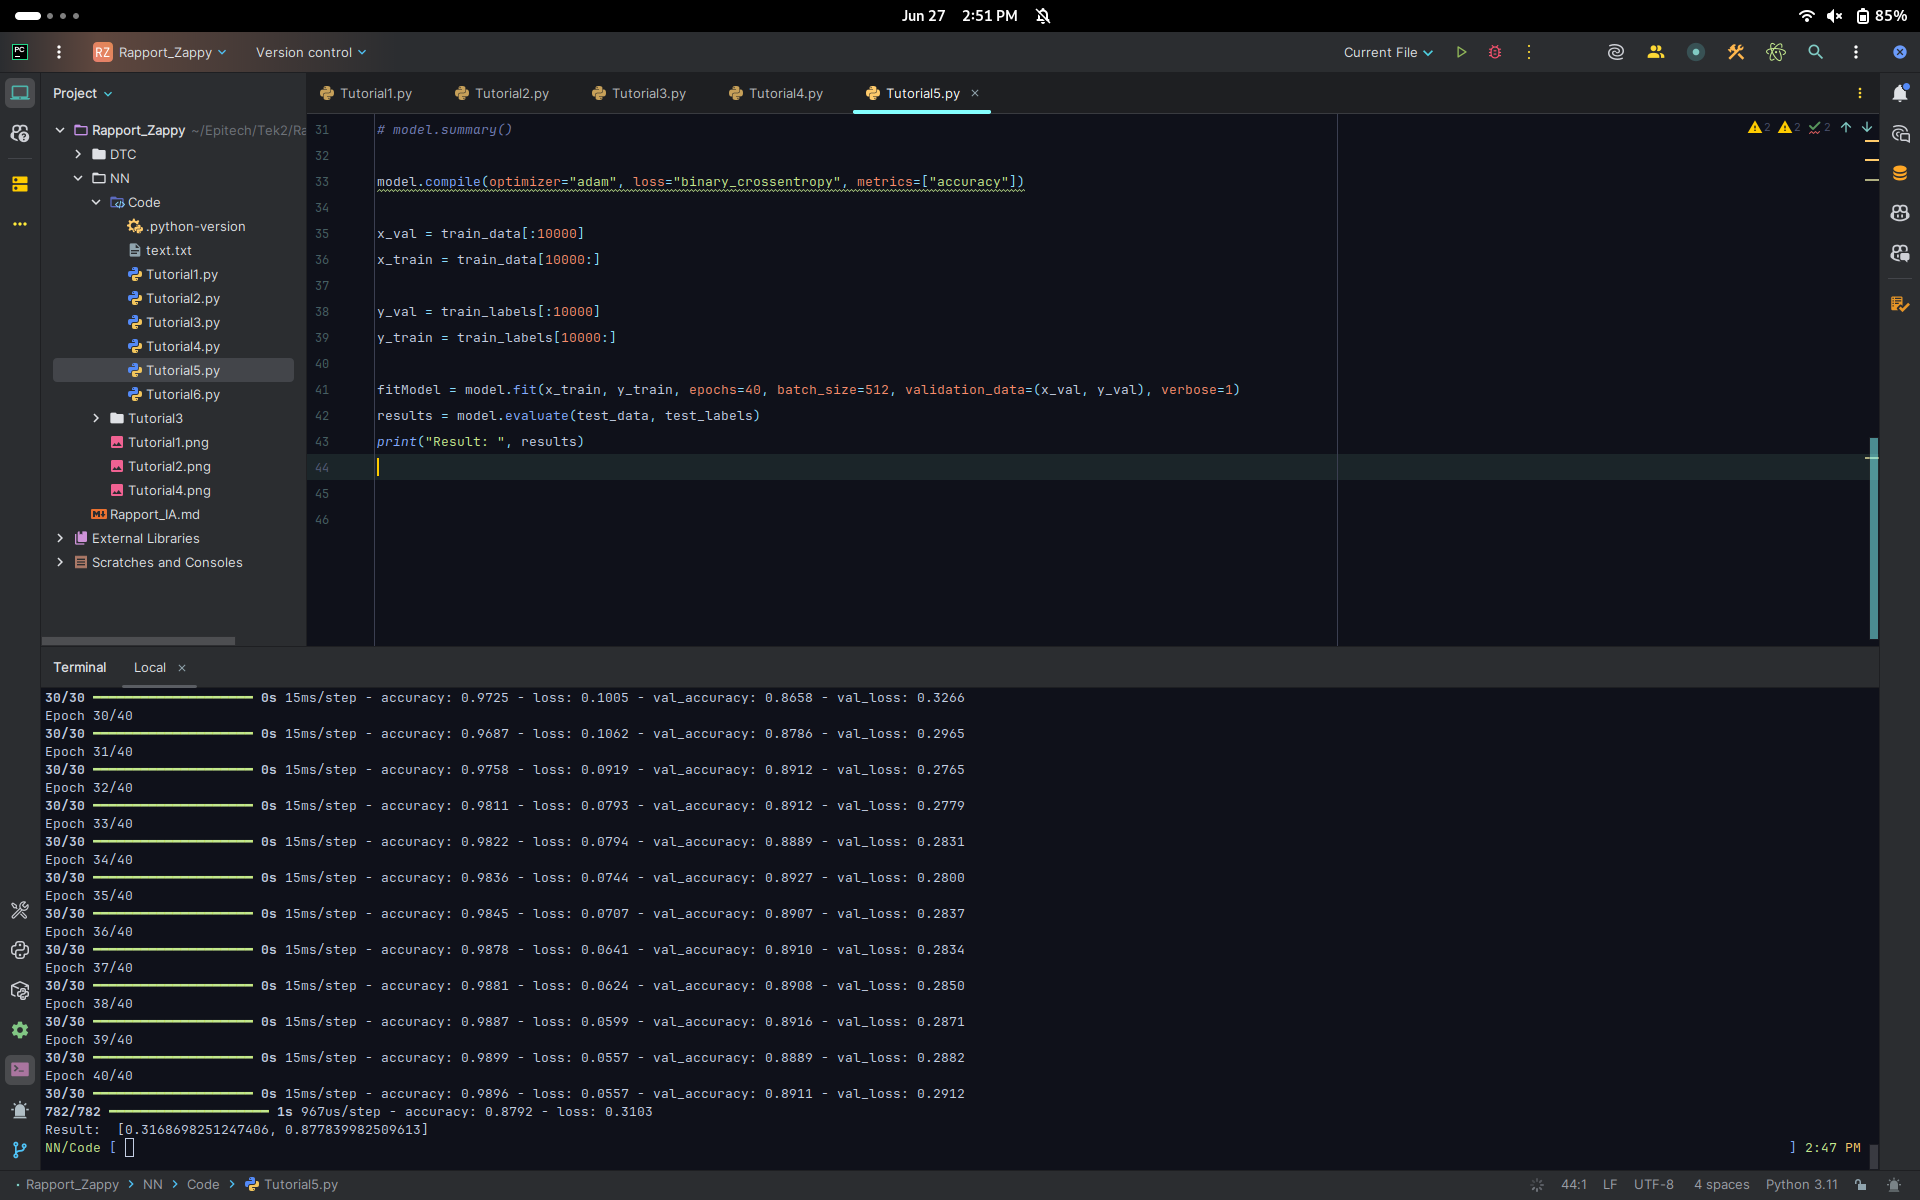 Jun 27 2:51 PM
85%
PC
RZ Rapport_Zappy
Version control
Current File
Project
Tutorial1.py
Tutorial2.py
Tutorial3.py
Tutorial4.py
Tutorial5.py
Rapport_Zappy ~/Epitech/Tek2/Ra
DTC
NN
Code
.python-version
text.txt
Tutorial1.py
Tutorial2.py
Tutorial3.py
Tutorial4.py
Tutorial5.py
Tutorial6.py
Tutorial3
Tutorial1.png
Tutorial2.png
Tutorial4.png
Rapport_IA.md
External Libraries
Scratches and Consoles
2 2 2
31 # model.summary()
32
33 model.compile(optimizer="adam", loss="binary_crossentropy", metrics=["accuracy"])
34
35 x_val = train_data[:10000]
36 x_train = train_data[10000:]
37
38 y_val = train_labels[:10000]
39 y_train = train_labels[10000:]
40
41 fitModel = model.fit(x_train, y_train, epochs=40, batch_size=512, validation_data=(x_val, y_val), verbose=1)
42 results = model.evaluate(test_data, test_labels)
43 print("Result: ", results)
44
45
46
Terminal
Local
30/30 0s 15ms/step - accuracy: 0.9725 - loss: 0.1005 - val_accuracy: 0.8658 - val_loss: 0.3266
Epoch 30/40
30/30 0s 15ms/step - accuracy: 0.9687 - loss: 0.1062 - val_accuracy: 0.8786 - val_loss: 0.2965
Epoch 31/40
30/30 0s 15ms/step - accuracy: 0.9758 - loss: 0.0919 - val_accuracy: 0.8912 - val_loss: 0.2765
Epoch 32/40
30/30 0s 15ms/step - accuracy: 0.9811 - loss: 0.0793 - val_accuracy: 0.8912 - val_loss: 0.2779
Epoch 33/40
30/30 0s 15ms/step - accuracy: 0.9822 - loss: 0.0794 - val_accuracy: 0.8889 - val_loss: 0.2831
Epoch 34/40
30/30 0s 15ms/step - accuracy: 0.9836 - loss: 0.0744 - val_accuracy: 0.8927 - val_loss: 0.2800
Epoch 35/40
30/30 0s 15ms/step - accuracy: 0.9845 - loss: 0.0707 - val_accuracy: 0.8907 - val_loss: 0.2837
Epoch 36/40
30/30 0s 15ms/step - accuracy: 0.9878 - loss: 0.0641 - val_accuracy: 0.8910 - val_loss: 0.2834
Epoch 37/40
30/30 0s 15ms/step - accuracy: 0.9881 - loss: 0.0624 - val_accuracy: 0.8908 - val_loss: 0.2850
Epoch 38/40
30/30 0s 15ms/step - accuracy: 0.9887 - loss: 0.0599 - val_accuracy: 0.8916 - val_loss: 0.2871
Epoch 39/40
30/30 0s 15ms/step - accuracy: 0.9899 - loss: 0.0557 - val_accuracy: 0.8889 - val_loss: 0.2882
Epoch 40/40
30/30 0s 15ms/step - accuracy: 0.9896 - loss: 0.0557 - val_accuracy: 0.8911 - val_loss: 0.2912
782/782 1s 967us/step - accuracy: 0.8792 - loss: 0.3103
Result:  [0.3168698251247406, 0.877839982509613]
NN/Code [ ] 2:47 PM
Rapport_Zappy > NN > Code > Tutorial5.py
44:1 LF UTF-8 4 spaces Python 3.11